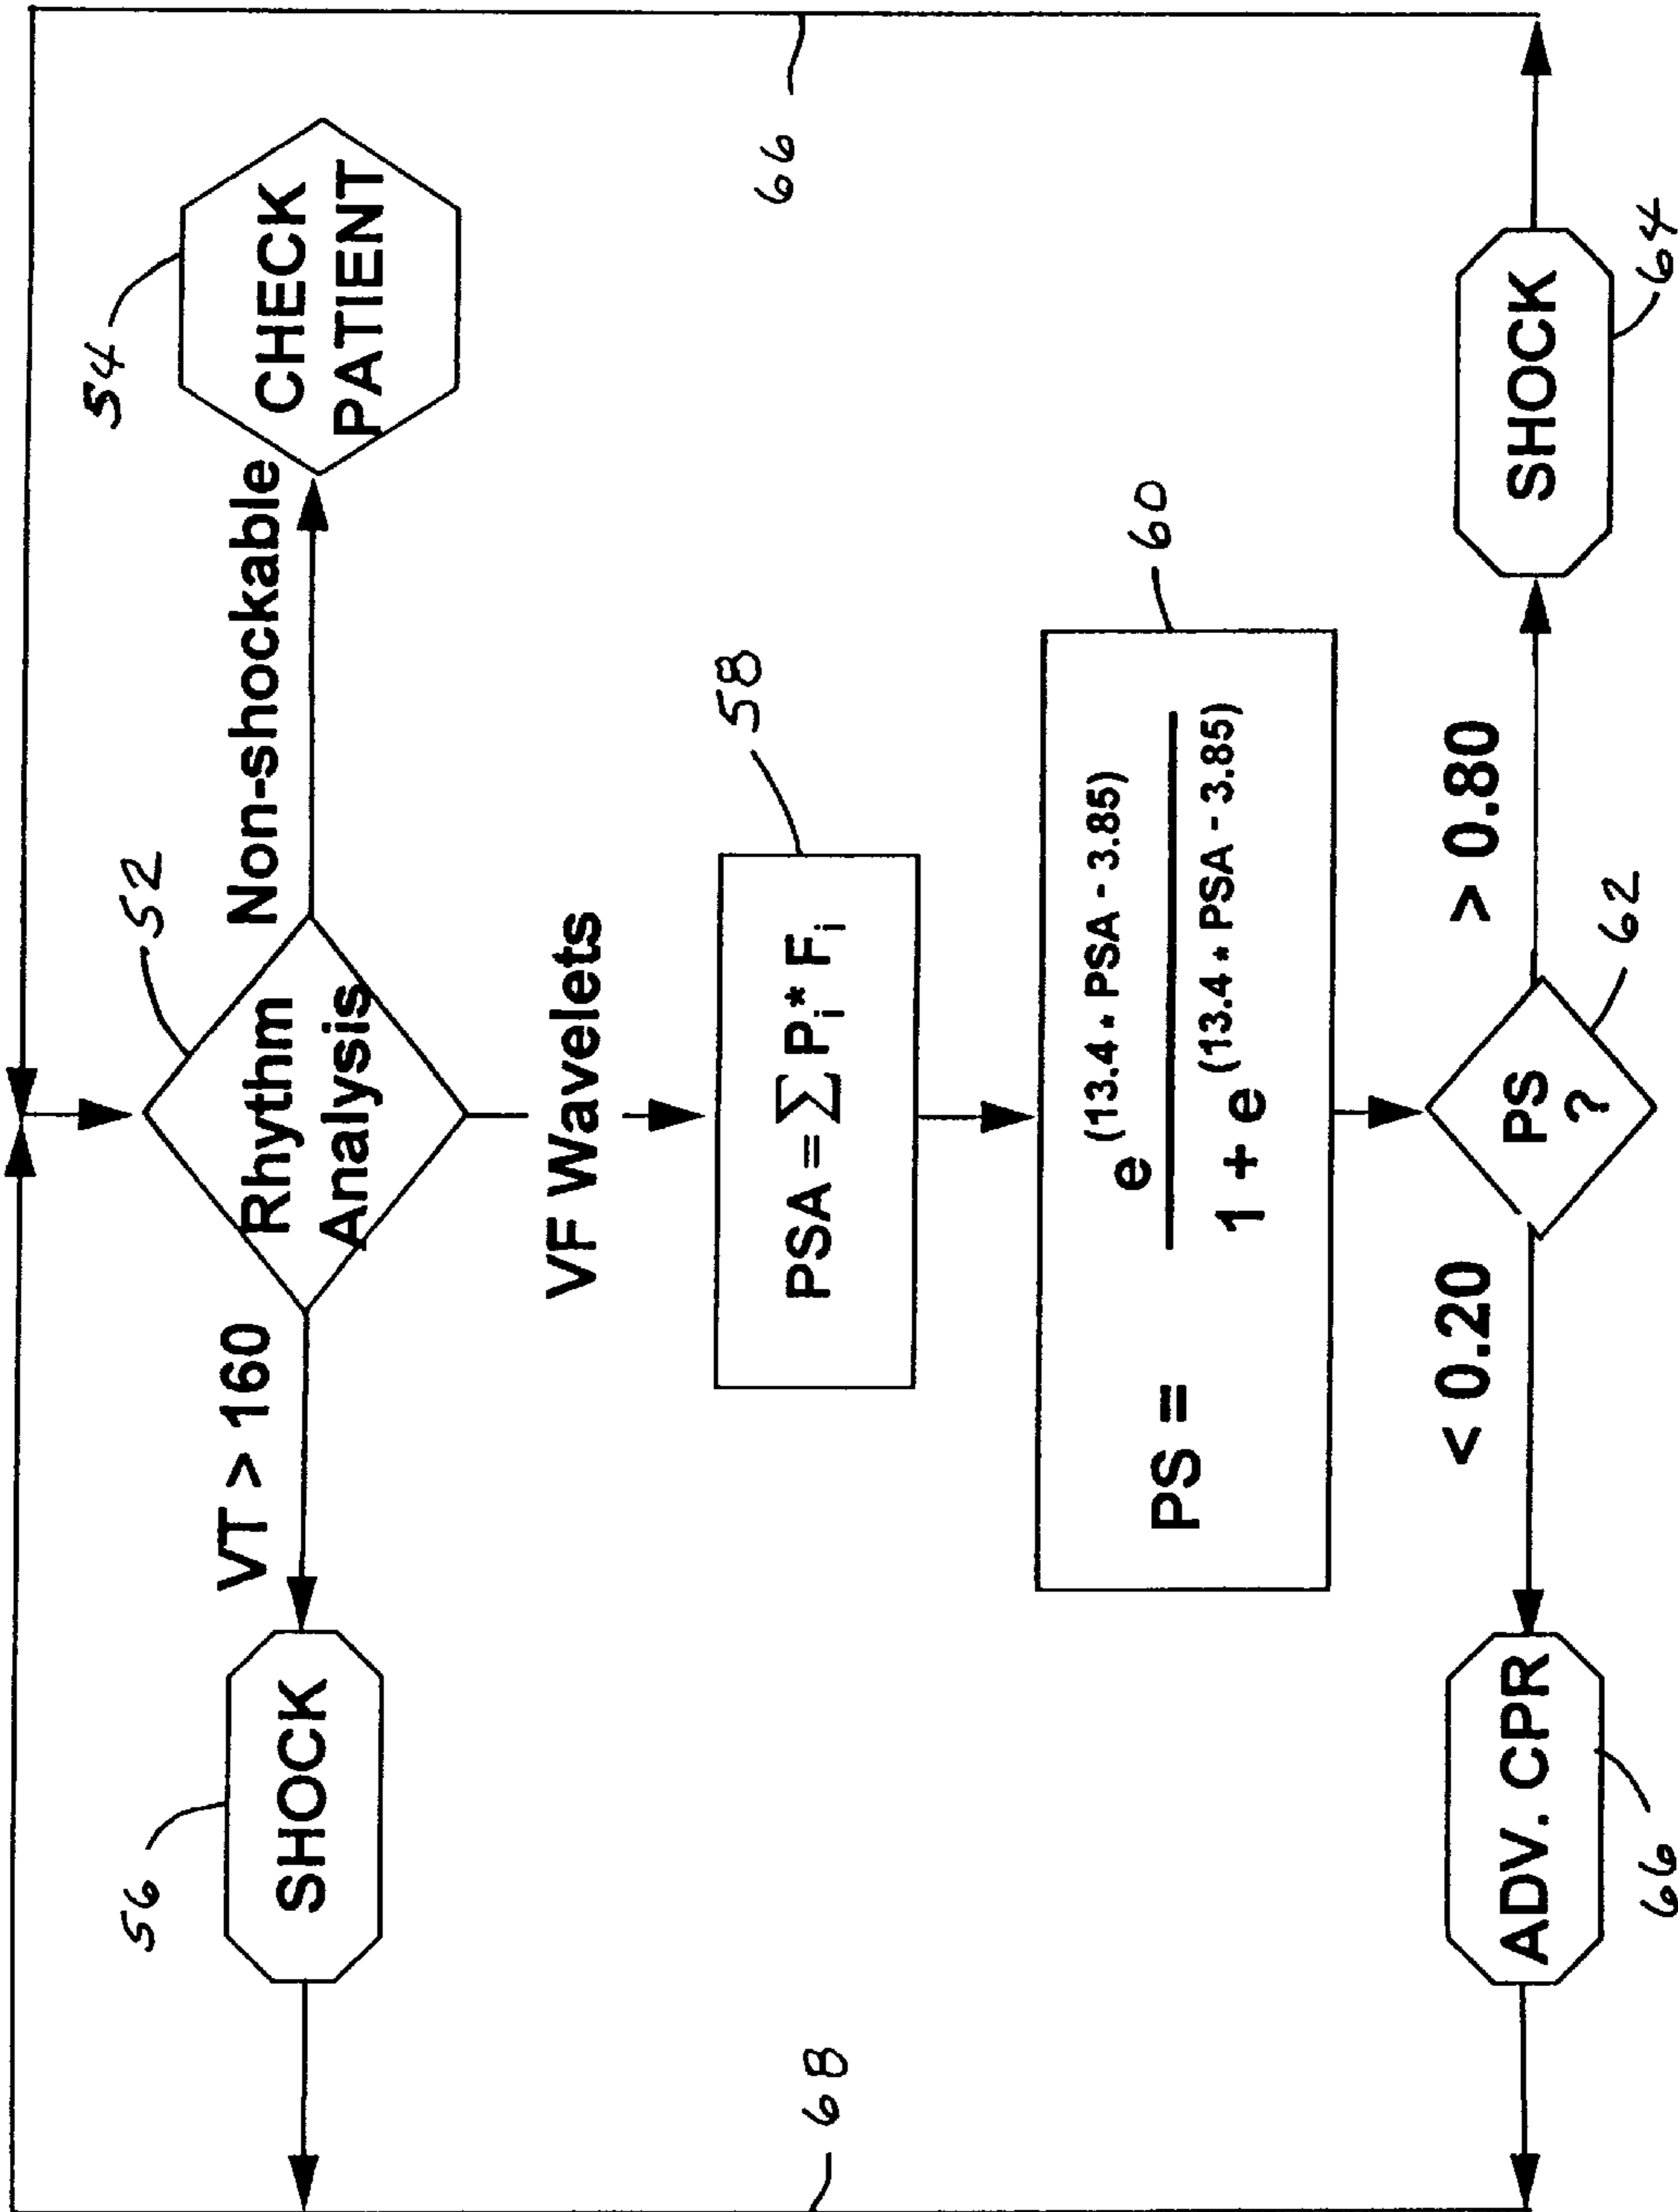 52
Rhythm
Analysis
Non-shockable
54
CHECK
PATIENT
VT > 160
56
SHOCK
VF Wavelets
58
PSA = ∑ P_i * F_i
60
PS = e^(13.4 * PSA - 3.85) / 1 + e^(13.4 * PSA - 3.85)
62
PS
?
< 0.20
> 0.80
ADV. CPR
66
SHOCK
64
68
66